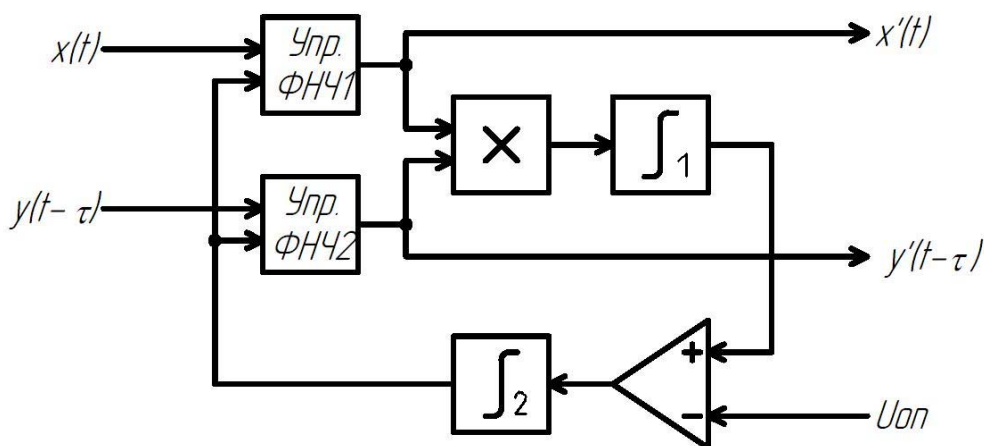 x(t)
Упр.
ФНЧ1
x'(t)
×
∫1
y(t-τ)
Упр.
ФНЧ2
y'(t-τ)
∫2
+
-
Uоп